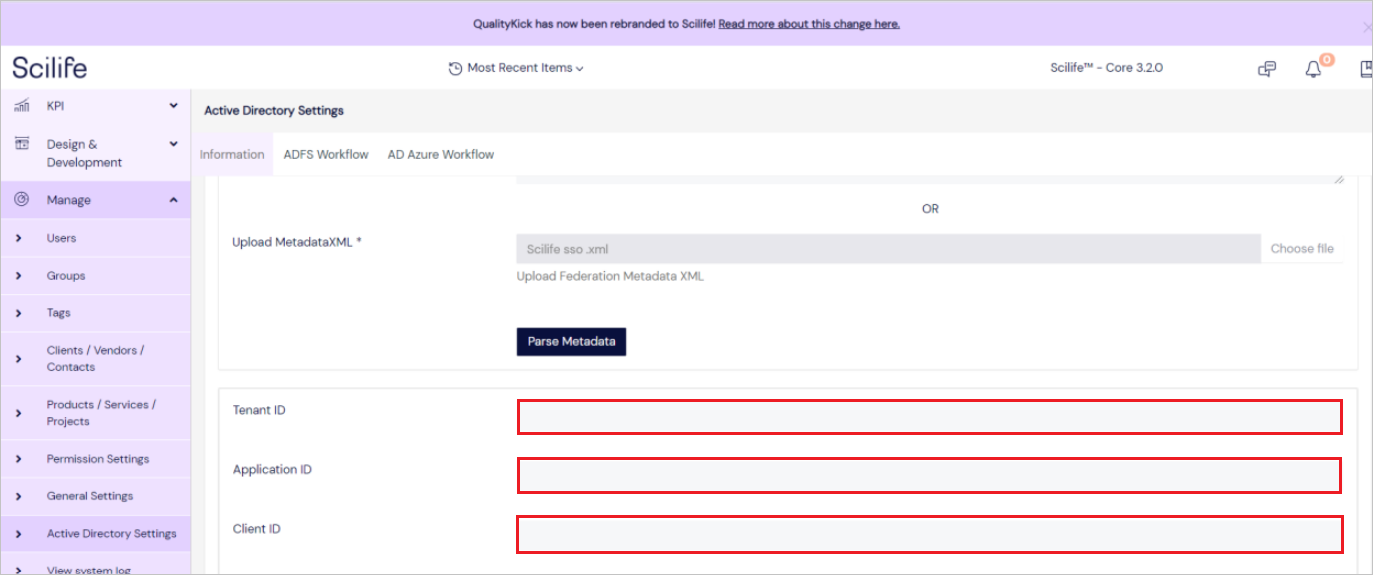 QualityKick has now been rebranded to Scilife! Read more about this change here.
Scilife
Most Recent Items
Scilife™ - Core 3.2.0
0
KPI
Design &
Development
Manage
Users
Groups
Tags
Clients / Vendors /
Contacts
Products / Services /
Projects
Permission Settings
General Settings
Active Directory Settings
View system log
Active Directory Settings
Information
ADFS Workflow
AD Azure Workflow
OR
Upload MetadataXML *
Scilife sso .xml
Choose file
Upload Federation Metadata XML
Parse Metadata
Tenant ID
Application ID
Client ID